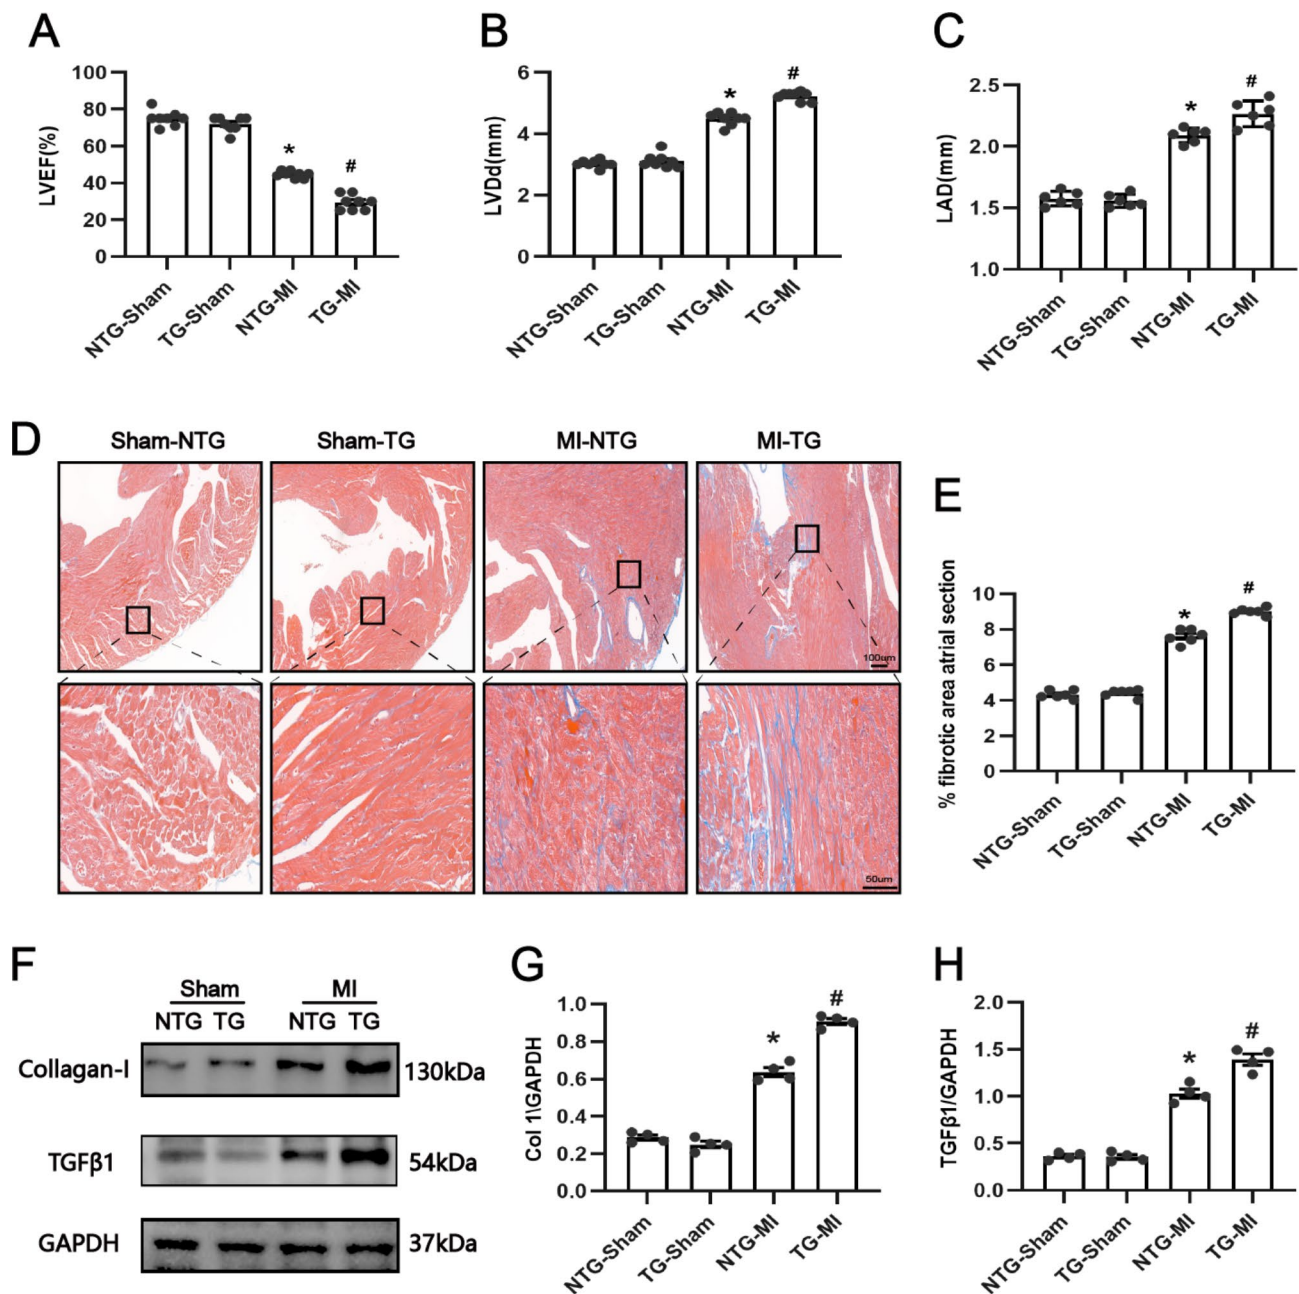 A
LVEF(%)
100
80
60
40
20
0
*
#
NTG-Sham
TG-Sham
NTG-MI
TG-MI
B
LVDd(mm)
6
4
2
0
*
#
NTG-Sham
TG-Sham
NTG-MI
TG-MI
C
LAD(mm)
2.5
2.0
1.5
1.0
*
#
NTG-Sham
TG-Sham
NTG-MI
TG-MI
D
Sham-NTG
Sham-TG
MI-NTG
MI-TG
100um
50um
E
% fibrotic area atrial section
10
8
6
4
2
0
*
#
NTG-Sham
TG-Sham
NTG-MI
TG-MI
F
Sham MI
NTG TG NTG TG
Collagan-I 130kDa
TGFβ1 54kDa
GAPDH 37kDa
G
Col 1\GAPDH
1.0
0.8
0.6
0.4
0.2
0.0
*
#
NTG-Sham
TG-Sham
NTG-MI
TG-MI
H
TGFβ1/GAPDH
2.0
1.5
1.0
0.5
0.0
*
#
NTG-Sham
TG-Sham
NTG-MI
TG-MI